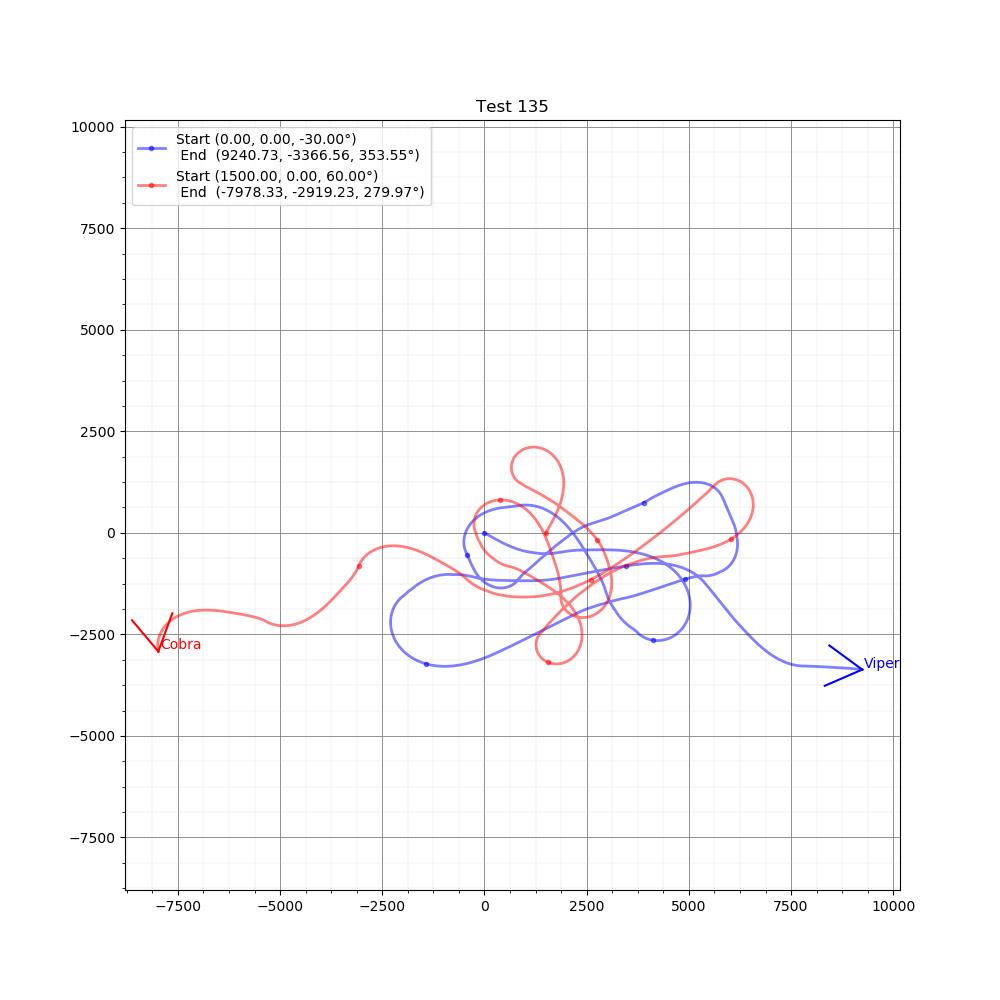 Test 135
Start (0.00, 0.00, -30.00°)
End (9240.73, -3366.56, 353.55°)
Start (1500.00, 0.00, 60.00°)
End (-7978.33, -2919.23, 279.97°)
10000
7500
5000
2500
0
−2500
−5000
−7500
Cobra
Viper
−7500
−5000
−2500
0
2500
5000
7500
10000